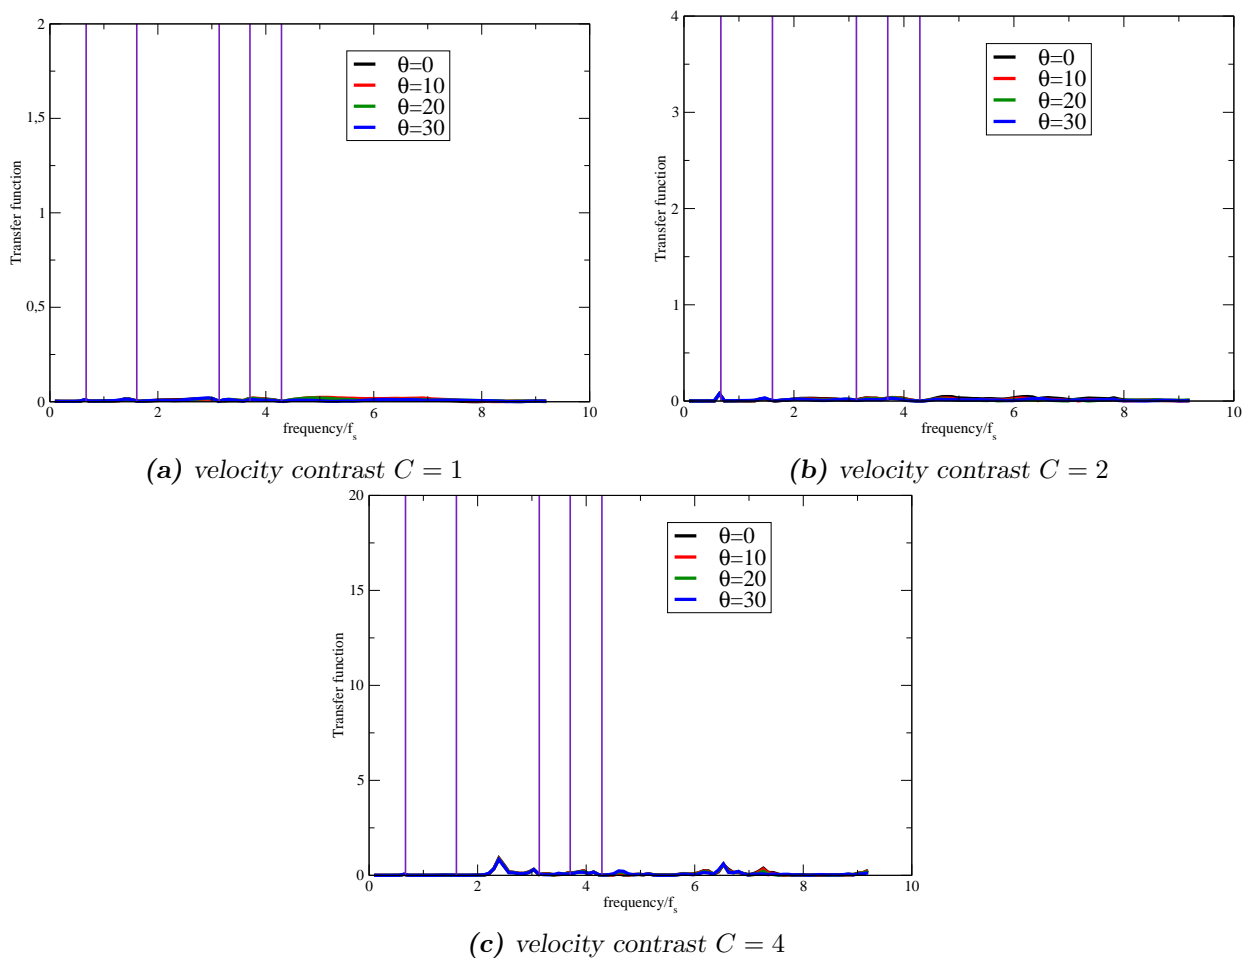 2
1,5
1
0,5
0
Transfer function
0 2 4 6 8 10
frequency/f_s
θ=0
θ=10
θ=20
θ=30
(a) velocity contrast C = 1
4
3
2
1
0
Transfer function
0 2 4 6 8 10
frequency/f_s
θ=0
θ=10
θ=20
θ=30
(b) velocity contrast C = 2
20
15
10
5
0
Transfer function
0 2 4 6 8 10
frequency/f_s
θ=0
θ=10
θ=20
θ=30
(c) velocity contrast C = 4